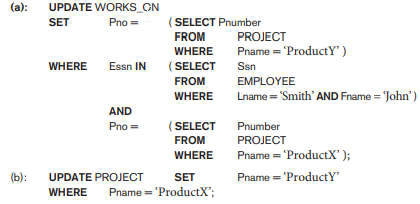 (a): UPDATE WORKS_ON
SET Pno = ( SELECT Pnumber
FROM PROJECT
WHERE Pname = ‘ProductY’ )
WHERE Essn IN ( SELECT Ssn
FROM EMPLOYEE
WHERE Lname = ‘Smith’ AND Fname = ‘John’ )
AND
Pno = ( SELECT Pnumber
FROM PROJECT
WHERE Pname = ‘ProductX’ );
(b): UPDATE PROJECT SET Pname = ‘ProductY’
WHERE Pname = ‘ProductX’;